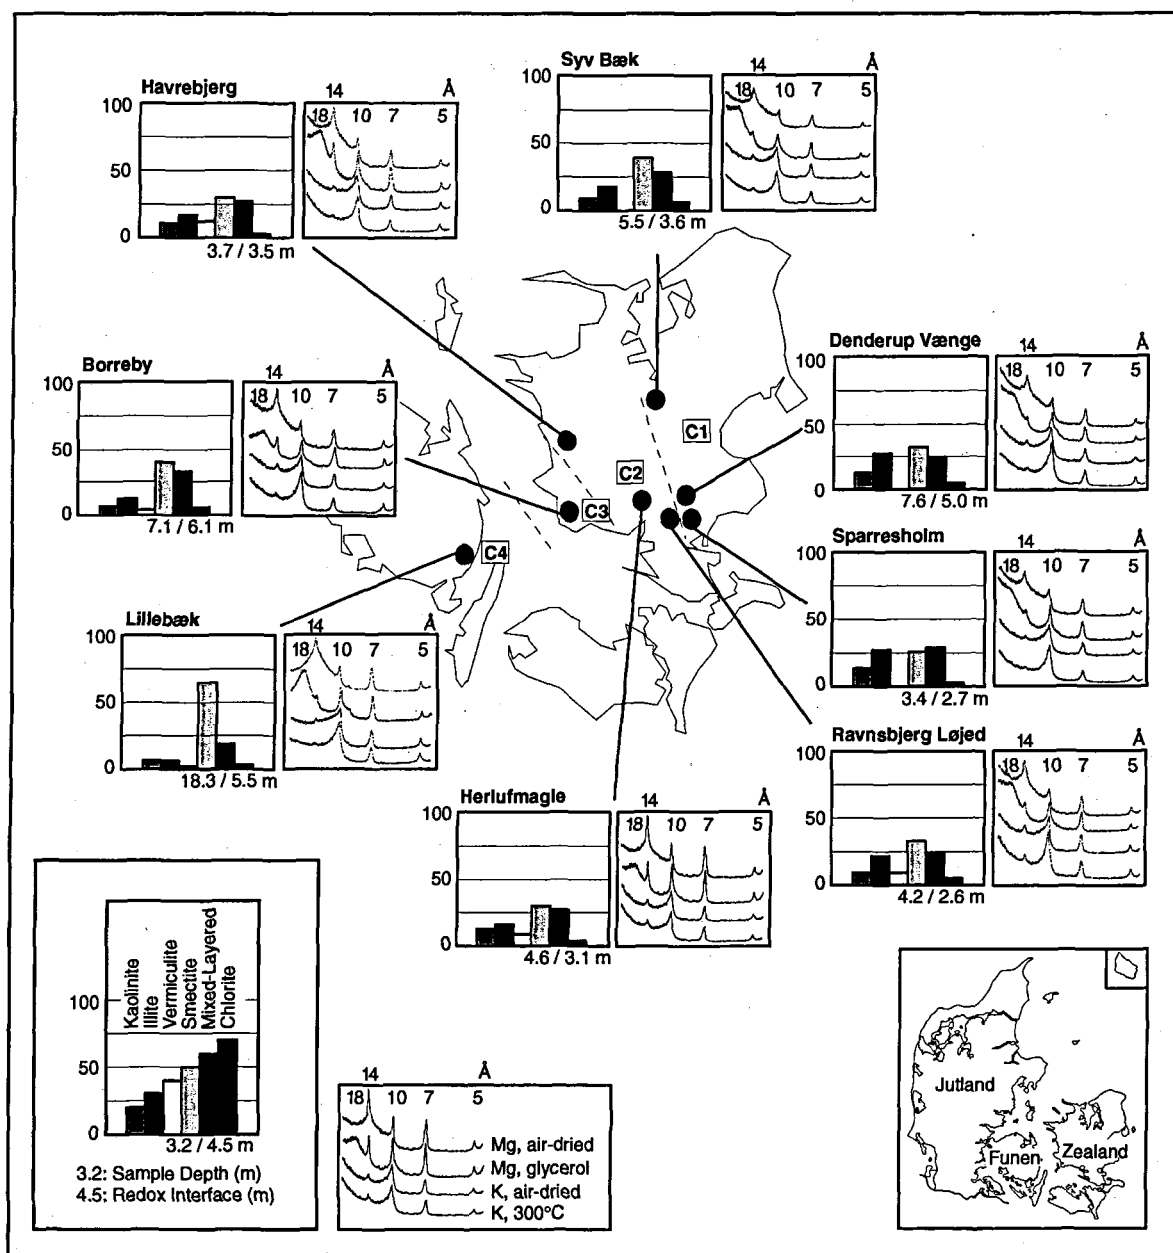 Havrebjerg
100
50
0
3.7 / 3.5 m
14
Å
18
10
7
5
Syv Bæk
100
50
0
5.5 / 3.6 m
14
Å
18
10
7
5
Borreby
100
50
0
7.1 / 6.1 m
14
Å
18
10
7
5
Denderup Vænge
100
50
0
7.6 / 5.0 m
14
Å
18
10
7
5
C1
C2
C3
C4
Sparresholm
100
50
0
3.4 / 2.7 m
14
Å
18
10
7
5
Lillebæk
100
50
0
18.3 / 5.5 m
14
Å
18
10
7
5
Ravnsbjerg Løjed
100
50
0
4.2 / 2.6 m
14
Å
18
10
7
5
Herlufmagle
100
50
0
4.6 / 3.1 m
14
Å
18
10
7
5
Kaolinite
Illite
Vermiculite
Smectite
Mixed-Layered
Chlorite
100
50
0
3.2 / 4.5 m
3.2: Sample Depth (m)
4.5: Redox Interface (m)
14
Å
18
10
7
5
Mg, air-dried
Mg, glycerol
K, air-dried
K, 300°C
Jutland
Funen
Zealand